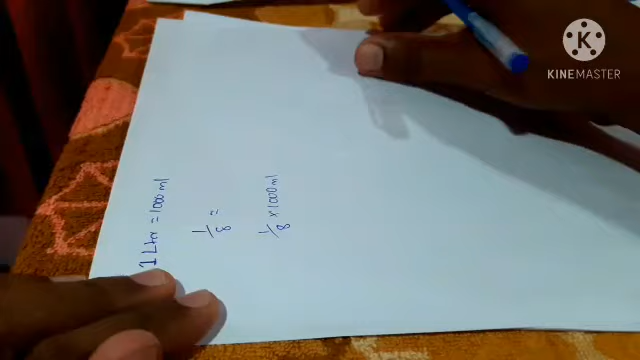 1 Ltr = 1000 ml
1/8 =
1/8 x 1000 ml
K
KINEMASTER